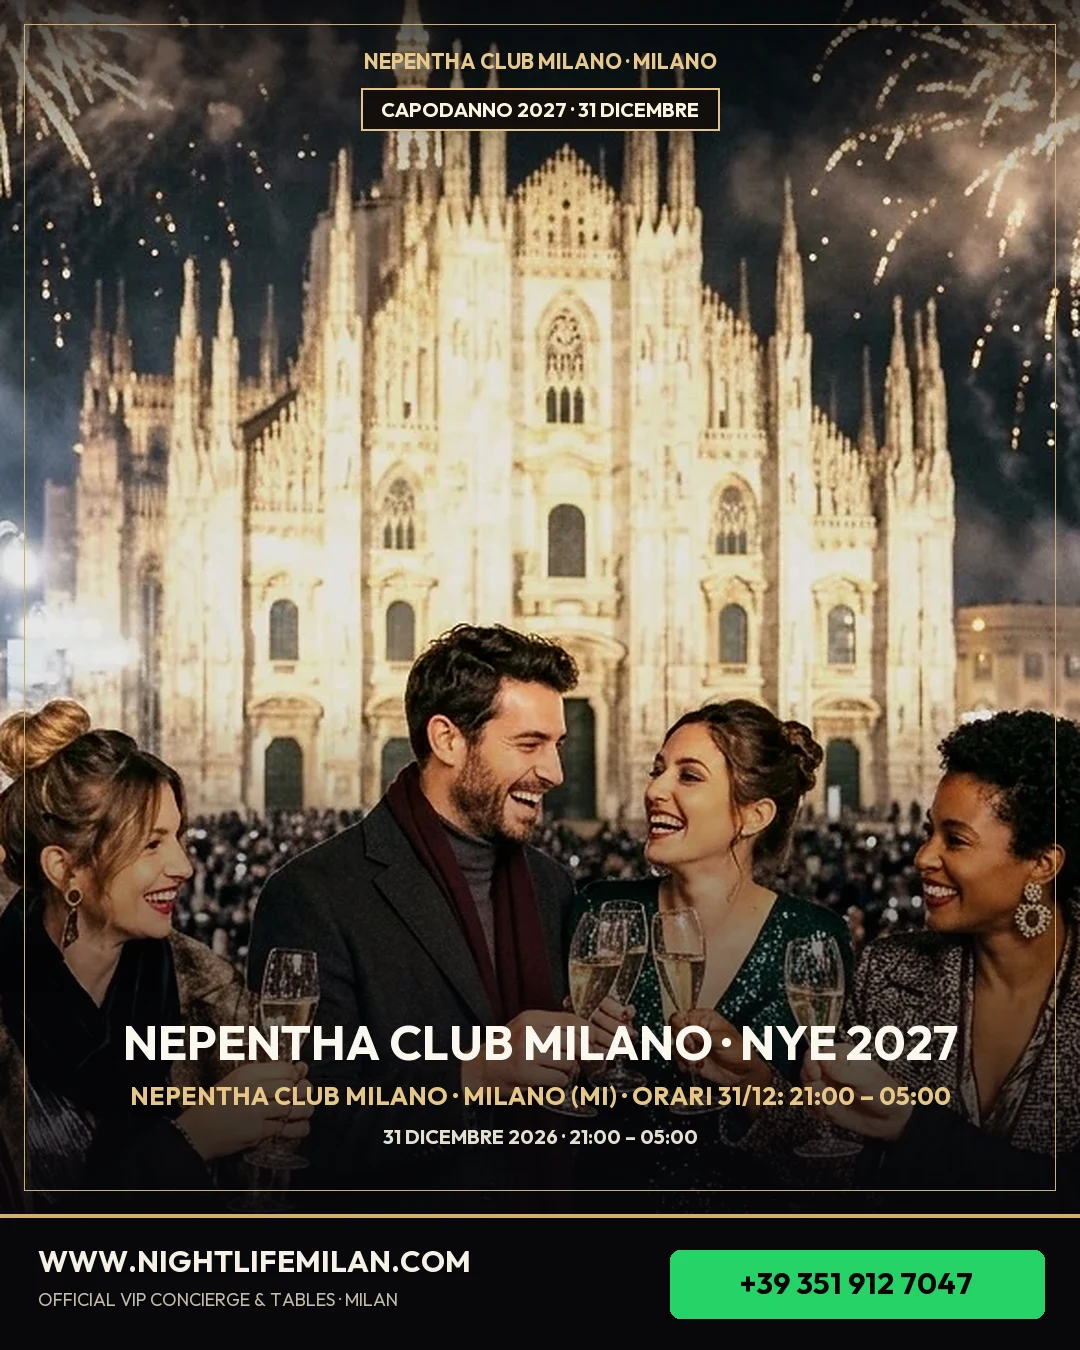 NEPENTHA CLUB MILANO · MILANO
CAPODANNO 2027 · 31 DICEMBRE
NEPENTHA CLUB MILANO · NYE 2027
NEPENTHA CLUB MILANO · MILANO (MI) · ORARI 31/12: 21:00 – 05:00
31 DICEMBRE 2026 · 21:00 – 05:00
WWW.NIGHTLIFEMILAN.COM
OFFICIAL VIP CONCIERGE & TABLES · MILAN
+39 351 912 7047